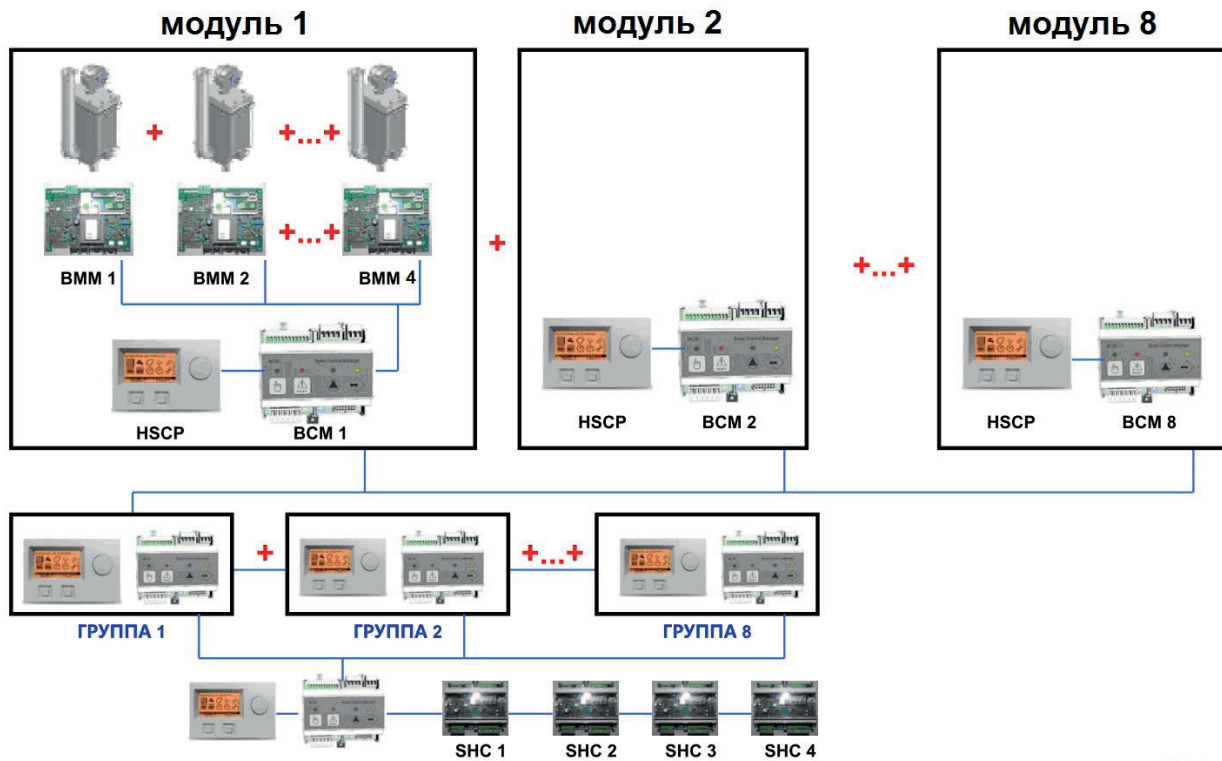 модуль 1
модуль 2
модуль 8
+
+...+
+...+
+
+...+
BMM 1
BMM 2
BMM 4
HSCP
BCM 1
HSCP
BCM 2
HSCP
BCM 8
+
+...+
ГРУППА 1
ГРУППА 2
ГРУППА 8
SHC 1
SHC 2
SHC 3
SHC 4